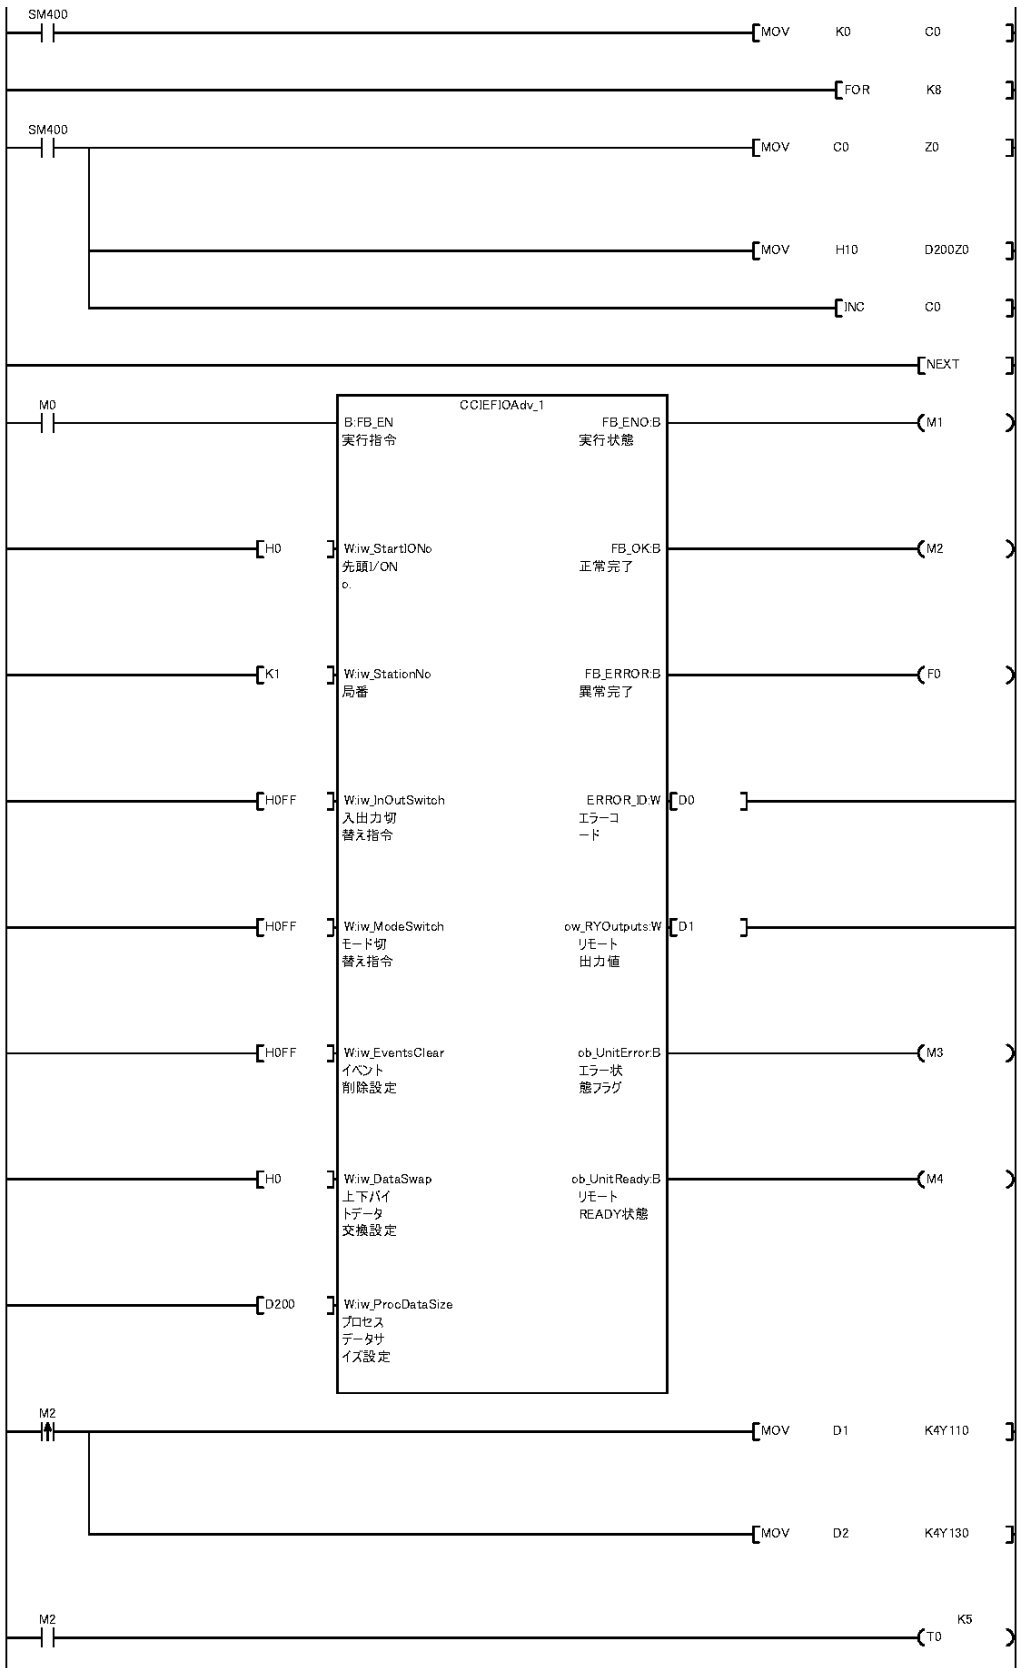 SM400
MOV K0 C0
FOR K8
SM400
MOV C0 Z0
MOV H10 D200Z0
INC C0
NEXT
M0
CCIEFIOAdv_1
B:FB_EN FB_ENO:B M1
実行指令 実行状態
H0 W:iw_StartIONo FB_OK:B M2
先頭I/ON 正常完了
o.
K1 W:iw_StationNo FB_ERROR:B F0
局番 異常完了
H0FF W:iw_InOutSwitch ERROR_ID:W D0
入出力切 エラーコ
替え指令 ード
H0FF W:iw_ModeSwitch ow_RYOutputs:W D1
モード切 リモート
替え指令 出力値
H0FF W:iw_EventsClear ob_UnitError:B M3
イベント エラー状
削除設定 態フラグ
H0 W:iw_DataSwap ob_UnitReady:B M4
上下バイ リモート
トデータ READY状態
交換設定
D200 W:iw_ProcDataSize
プロセス
データサ
イズ設定
M2
MOV D1 K4Y110
MOV D2 K4Y130
M2 K5
T0